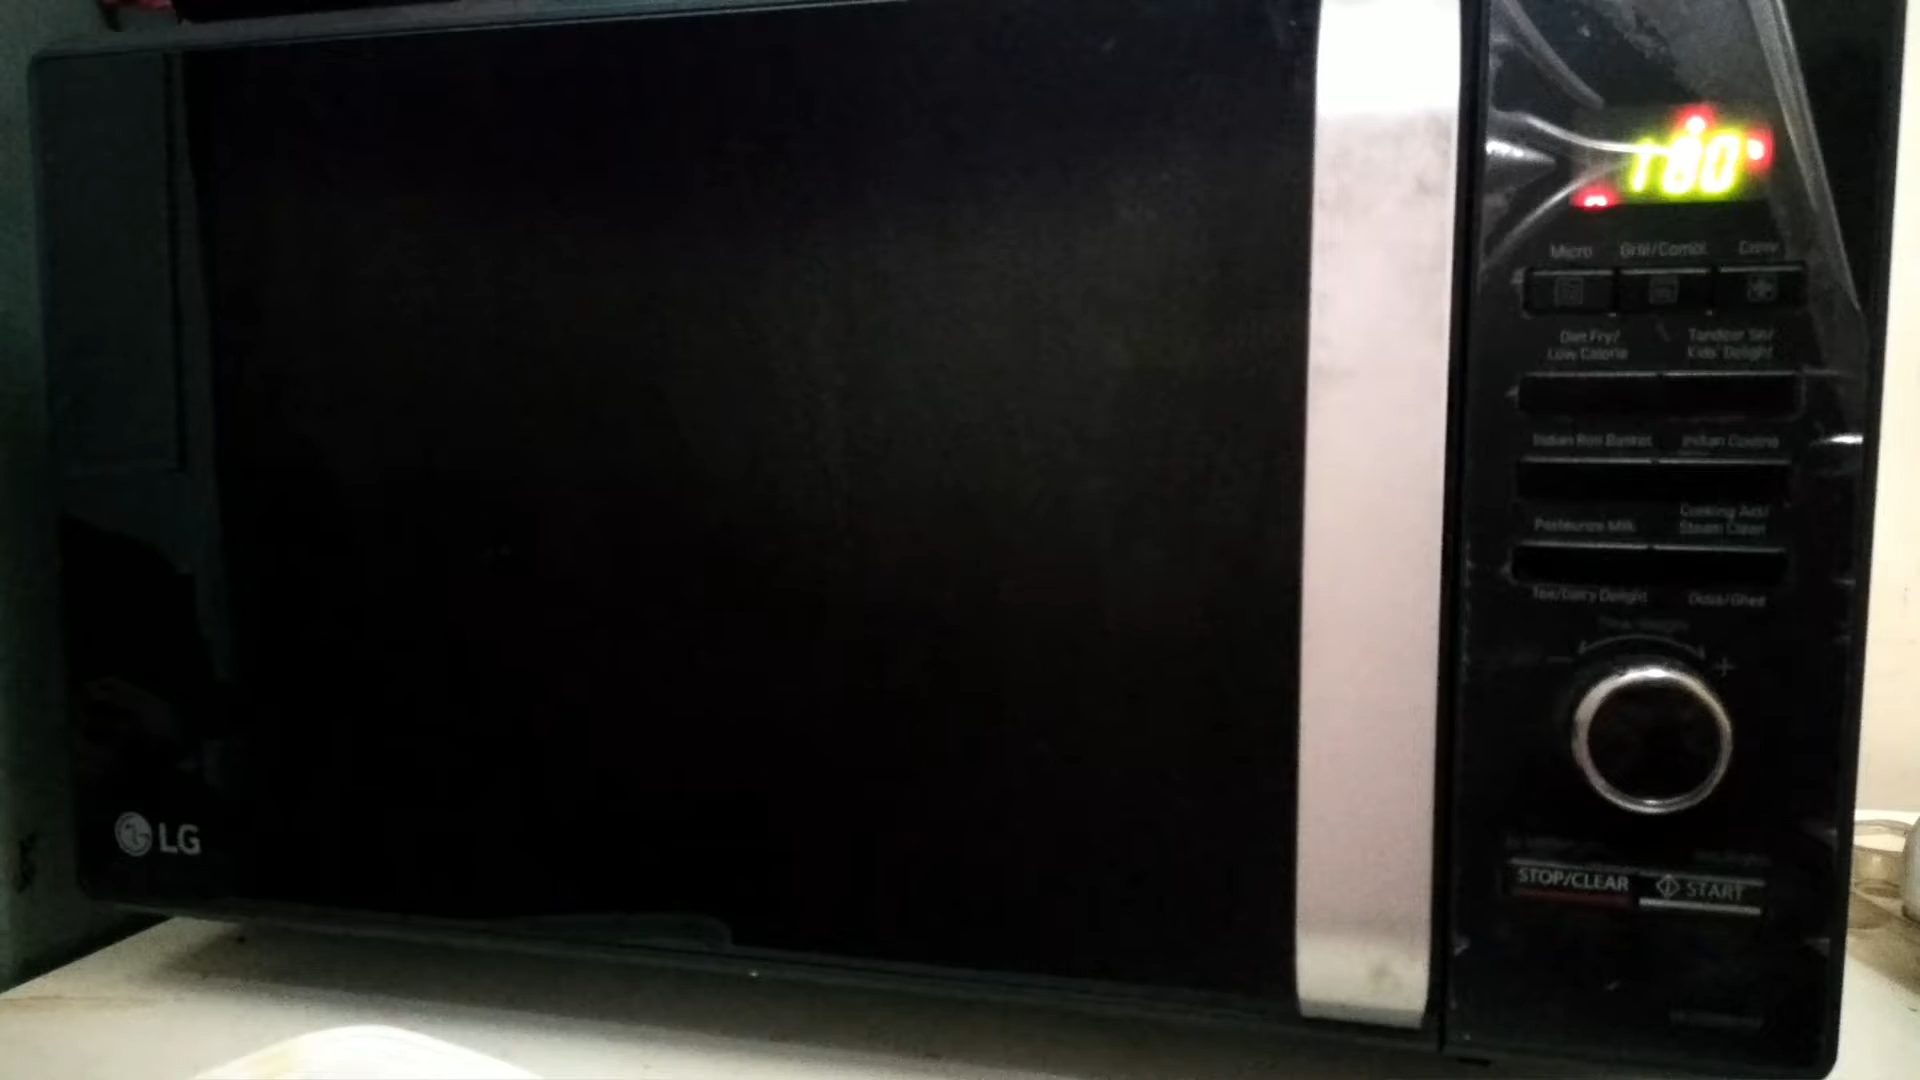 180°
Micro Grill/Combi. Conv.
Diet Fry/ Tandoor Se/
Low Calorie Kids' Delight
Indian Roti Basket Indian Cuisine
Cooking Aid/
Pasteurize Milk Steam Clean
Tea/Dairy Delight Dosa/Ghee
- +
LG
STOP/CLEAR START